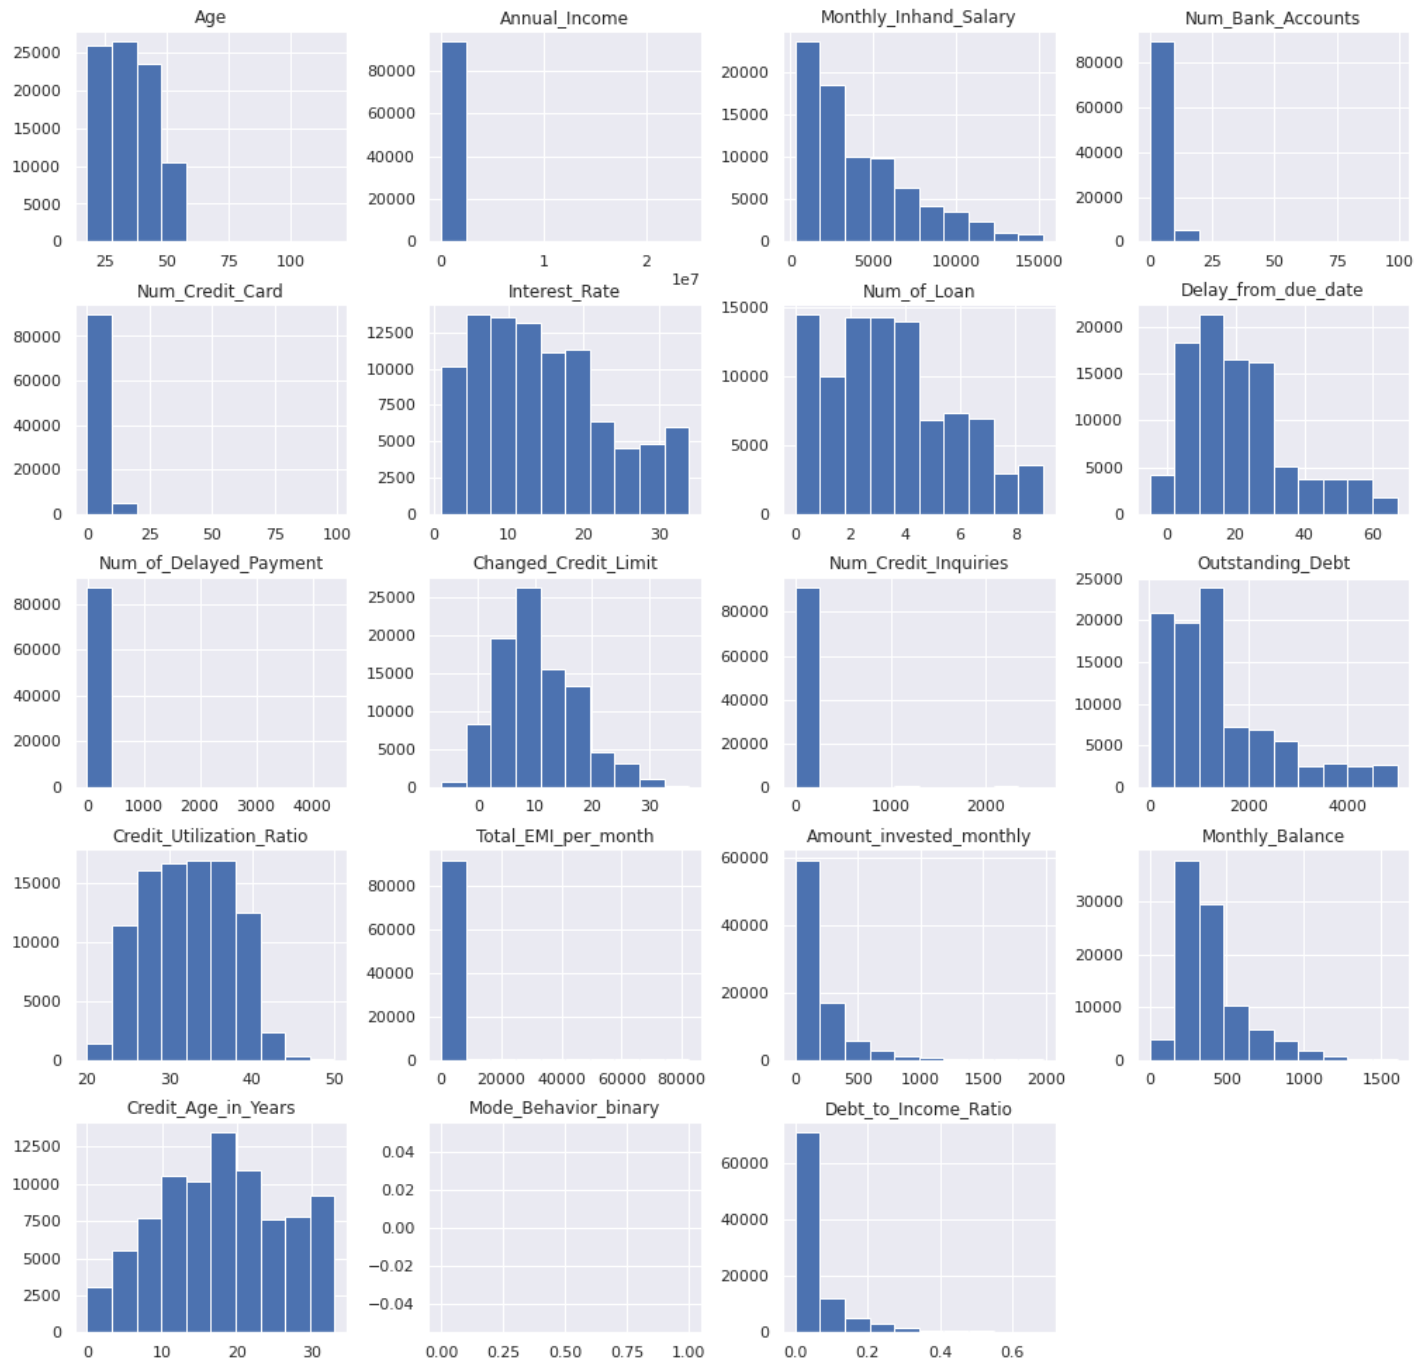 Age Annual_Income Monthly_Inhand_Salary Num_Bank_Accounts
25000 20000 15000 10000 5000 0
25 50 75 100
80000 60000 40000 20000 0
0 1 2
1e7
20000 15000 10000 5000 0
0 5000 10000 15000
80000 60000 40000 20000 0
0 25 50 75 100
Num_Credit_Card Interest_Rate Num_of_Loan Delay_from_due_date
80000 60000 40000 20000 0
0 25 50 75 100
12500 10000 7500 5000 2500 0
0 10 20 30
15000 10000 5000 0
0 2 4 6 8
20000 15000 10000 5000 0
0 20 40 60
Num_of_Delayed_Payment Changed_Credit_Limit Num_Credit_Inquiries Outstanding_Debt
80000 60000 40000 20000 0
0 1000 2000 3000 4000
25000 20000 15000 10000 5000 0
0 10 20 30
80000 60000 40000 20000 0
0 1000 2000
25000 20000 15000 10000 5000 0
0 2000 4000
Credit_Utilization_Ratio Total_EMI_per_month Amount_invested_monthly Monthly_Balance
15000 10000 5000 0
20 30 40 50
80000 60000 40000 20000 0
0 20000 40000 60000 80000
60000 40000 20000 0
0 500 1000 1500 2000
30000 20000 10000 0
0 500 1000 1500
Credit_Age_in_Years Mode_Behavior_binary Debt_to_Income_Ratio
12500 10000 7500 5000 2500 0
0 10 20 30
0.04 0.02 0.00 −0.02 −0.04
0.00 0.25 0.50 0.75 1.00
60000 40000 20000 0
0.0 0.2 0.4 0.6